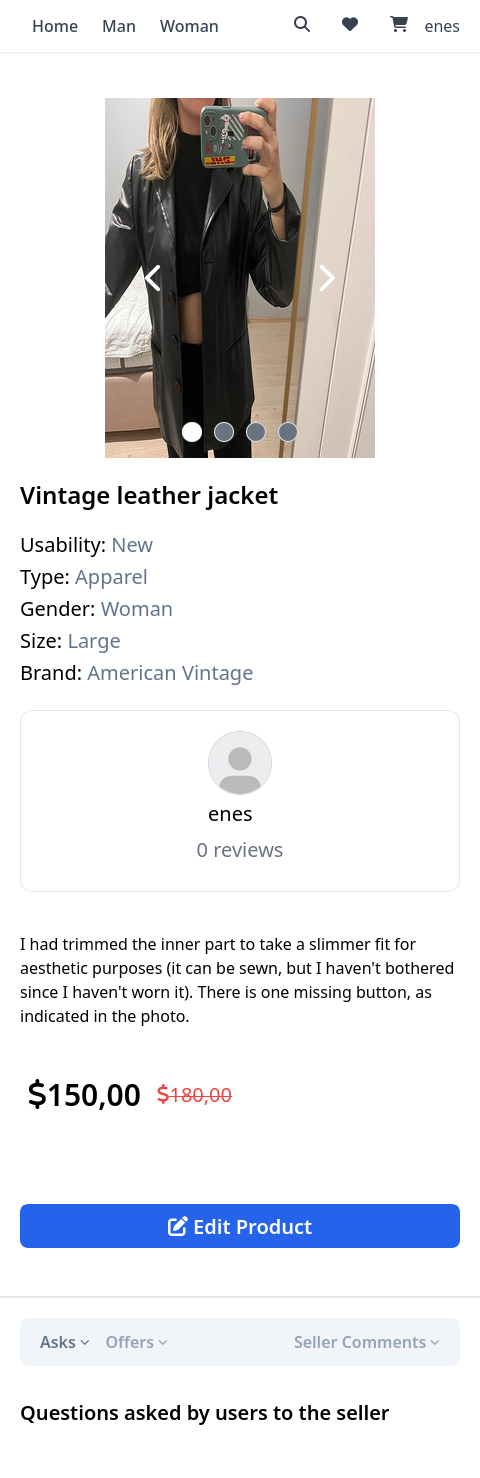 Home Man Woman enes
Vintage leather jacket
Usability: New
Type: Apparel
Gender: Woman
Size: Large
Brand: American Vintage
enes
0 reviews
I had trimmed the inner part to take a slimmer fit for
aesthetic purposes (it can be sewn, but I haven't bothered
since I haven't worn it). There is one missing button, as
indicated in the photo.
$150,00 $180,00
Edit Product
Asks Offers Seller Comments
Questions asked by users to the seller